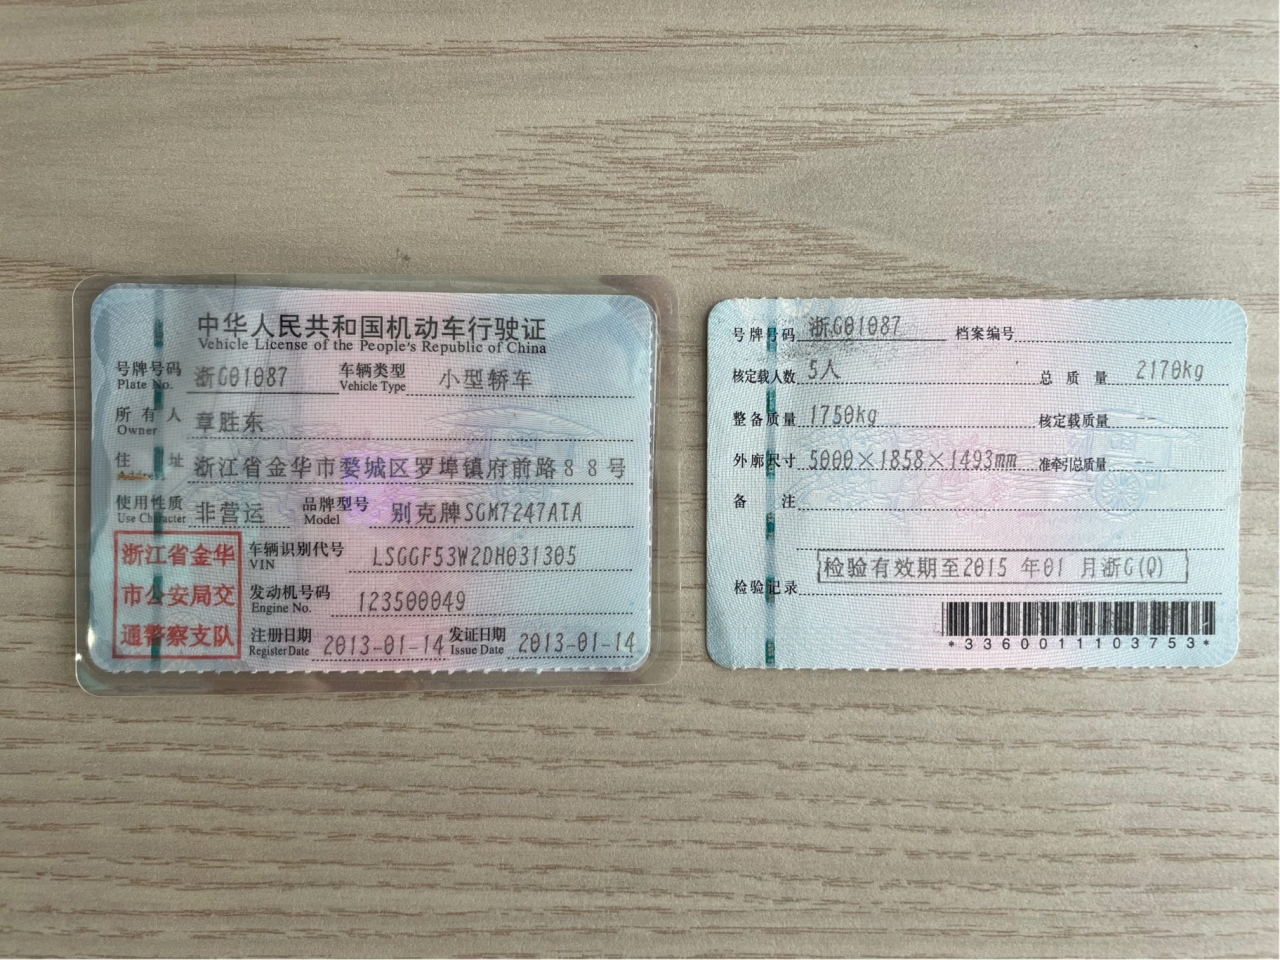 中华人民共和国机动车行驶证
Vehicle License of the People's Republic of China
号牌号码 浙G01087 车辆类型 小型轿车
Plate No. Vehicle Type
所有人 章胜东
Owner
住址 浙江省金华市婺城区罗埠镇府前路88号
Address
使用性质 非营运 品牌型号 别克牌SGM7247ATA
Use Character Model
浙江省金华
市公安局交
通警察支队
车辆识别代号 LSGGF53W2DH031305
VIN
发动机号码 123500049
Engine No.
注册日期 2013-01-14 发证日期 2013-01-14
Register Date Issue Date
号牌号码 浙G01087 档案编号
核定载人数 5人 总质量 2170kg
整备质量 1750kg 核定载质量 --
外廓尺寸 5000×1858×1493mm 准牵引总质量 --
备注
检验有效期至2015 年01 月浙G(Q)
检验记录
*3360011103753*